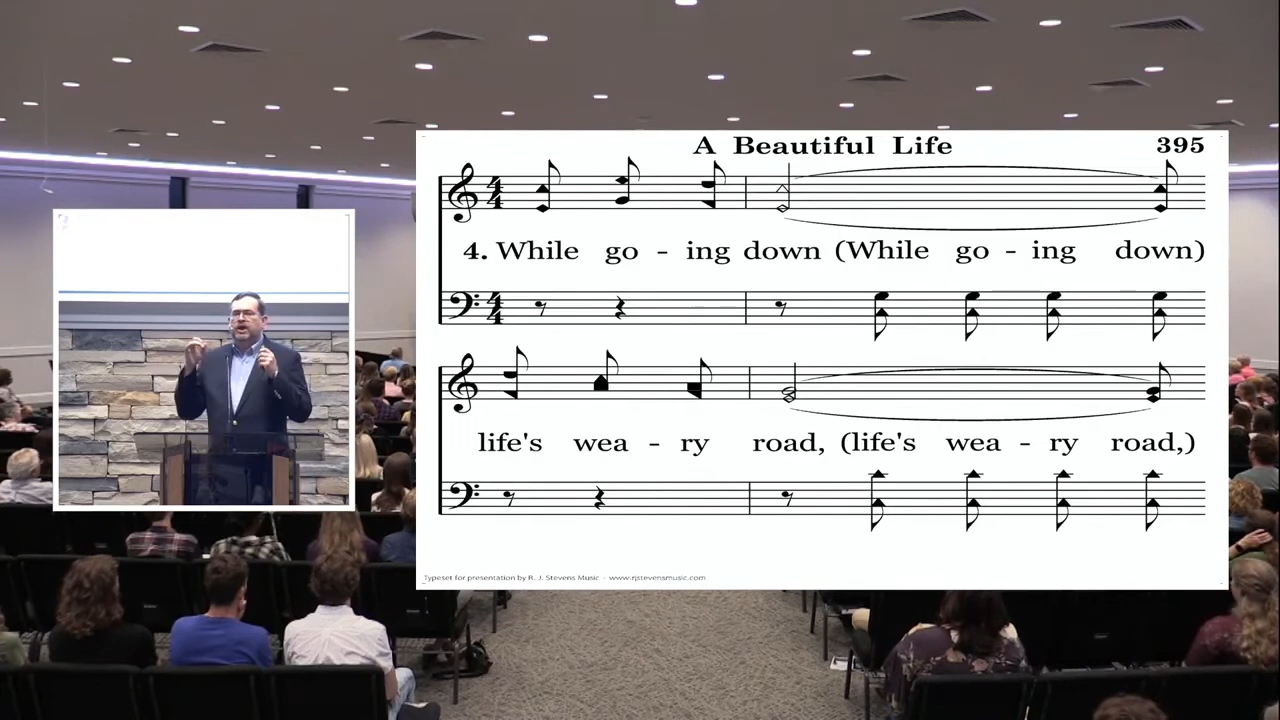 A Beautiful Life 395
4. While go - ing down (While go - ing down)
life's wea - ry road, (life's wea - ry road,)
Typeset for presentation by R. J. Stevens Music - www.rjstevensmusic.com